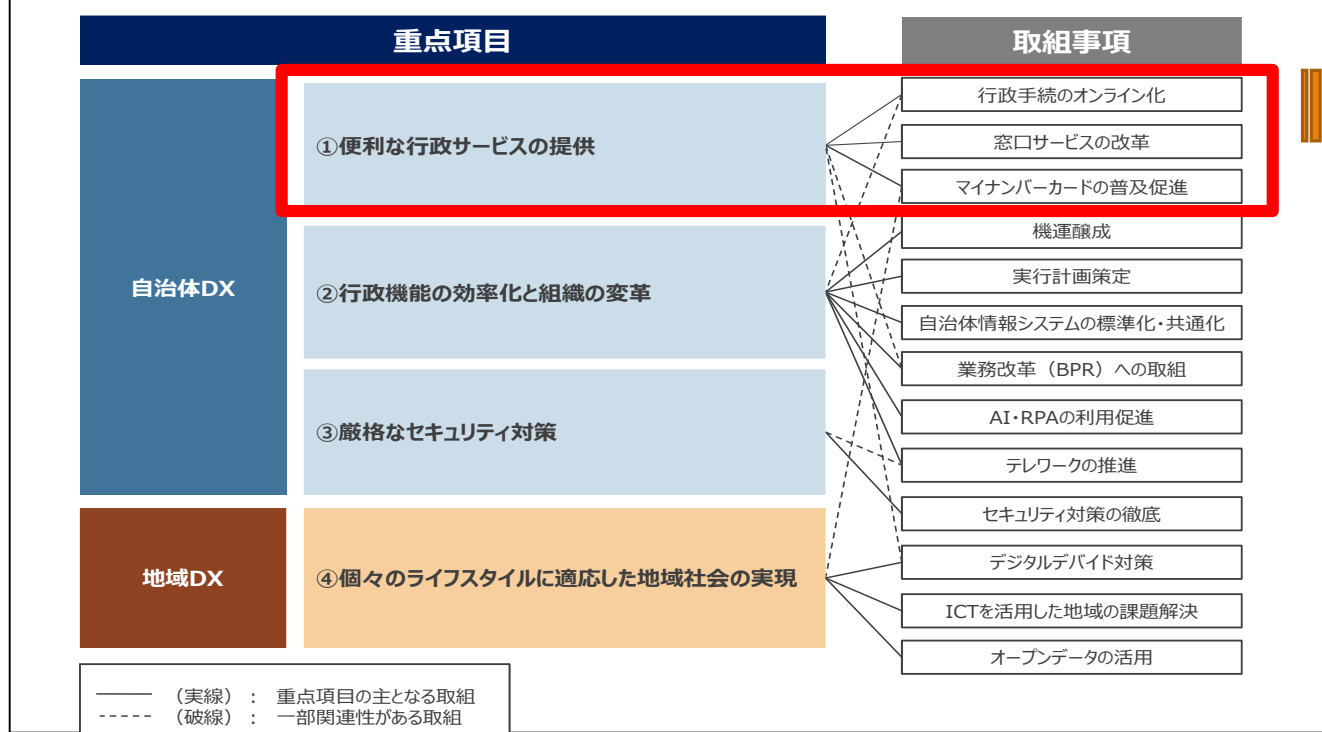 重点項目
取組事項
自治体DX
①便利な行政サービスの提供
②行政機能の効率化と組織の変革
③厳格なセキュリティ対策
地域DX
④個々のライフスタイルに適応した地域社会の実現
行政手続のオンライン化
窓口サービスの改革
マイナンバーカードの普及促進
機運醸成
実行計画策定
自治体情報システムの標準化・共通化
業務改革（BPR）への取組
AI・RPAの利用促進
テレワークの推進
セキュリティ対策の徹底
デジタルデバイド対策
ICTを活用した地域の課題解決
オープンデータの活用
（実線）： 重点項目の主となる取組
（破線）： 一部関連性がある取組